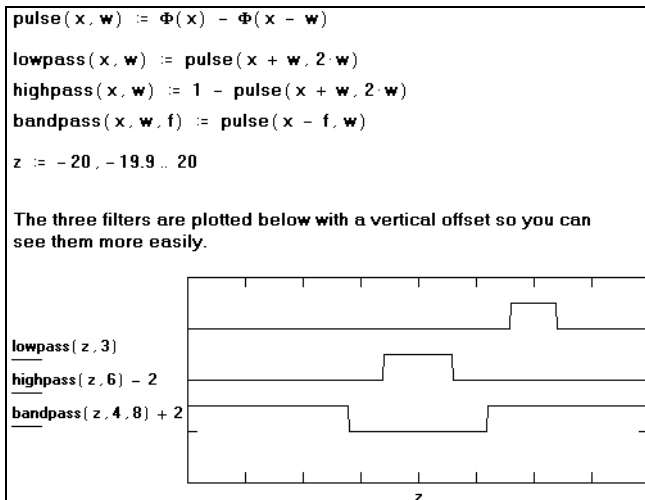 pulse(x, w) := Φ(x) − Φ(x − w)
lowpass(x, w) := pulse(x + w, 2·w)
highpass(x, w) := 1 − pulse(x + w, 2·w)
bandpass(x, w, f) := pulse(x − f, w)
z := −20, −19.9 .. 20
The three filters are plotted below with a vertical offset so you can
see them more easily.
lowpass(z, 3)
highpass(z, 6) − 2
bandpass(z, 4, 8) + 2
z